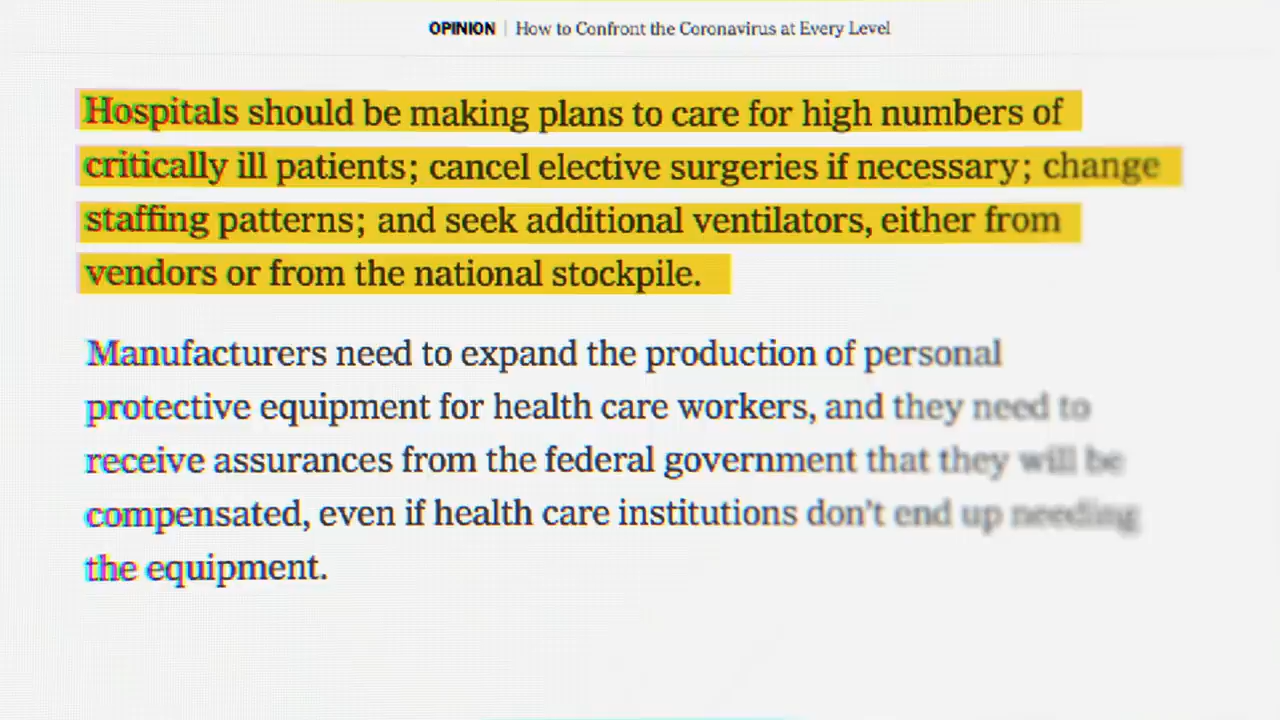 OPINION | How to Confront the Coronavirus at Every Level
Hospitals should be making plans to care for high numbers of
critically ill patients; cancel elective surgeries if necessary; change
staffing patterns; and seek additional ventilators, either from
vendors or from the national stockpile.
Manufacturers need to expand the production of personal
protective equipment for health care workers, and they need to
receive assurances from the federal government that they will be
compensated, even if health care institutions don't end up needing
the equipment.